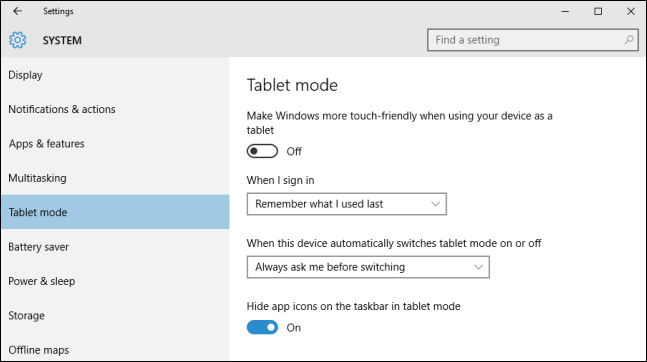 Settings
SYSTEM
Find a setting
Display
Notifications & actions
Apps & features
Multitasking
Tablet mode
Battery saver
Power & sleep
Storage
Offline maps
Tablet mode
Make Windows more touch-friendly when using your device as a
tablet
Off
When I sign in
Remember what I used last
When this device automatically switches tablet mode on or off
Always ask me before switching
Hide app icons on the taskbar in tablet mode
On